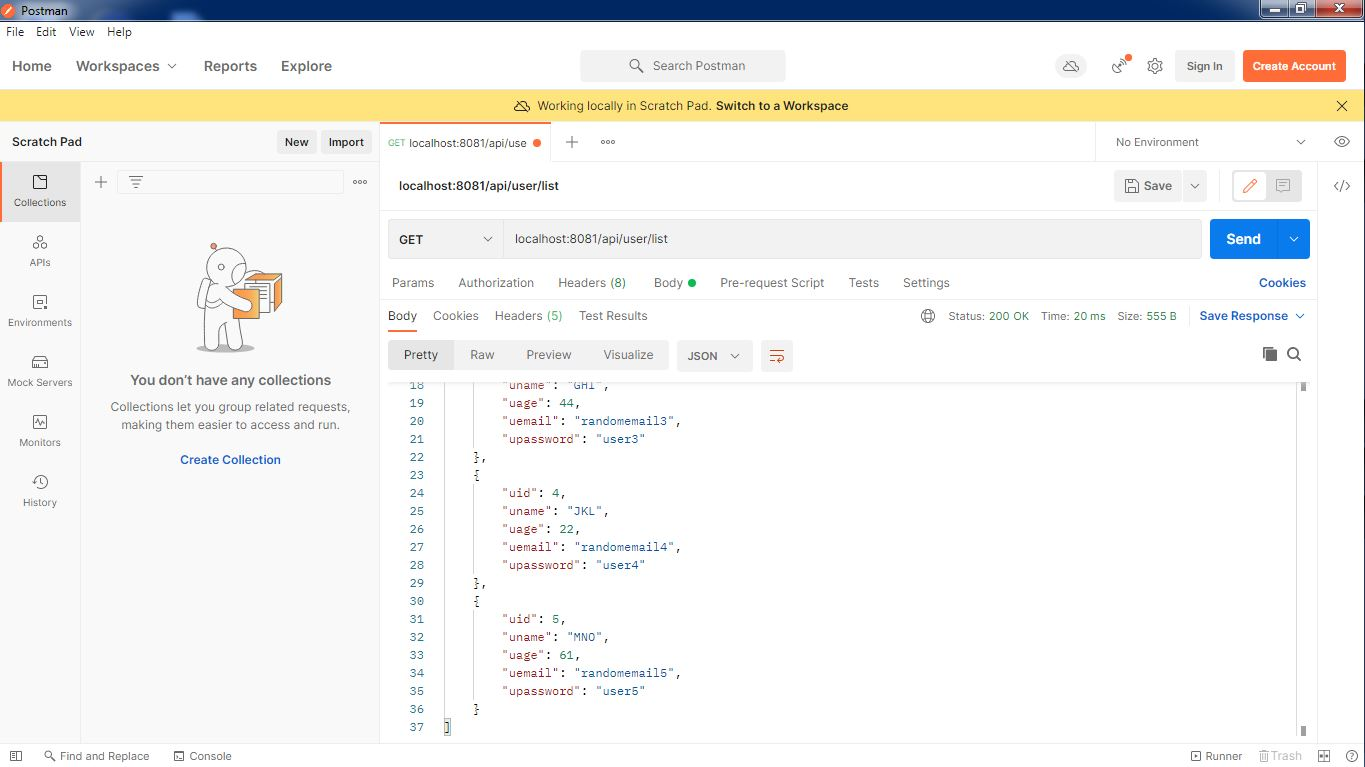 Postman
File Edit View Help
Home Workspaces Reports Explore Search Postman Sign In Create Account
Working locally in Scratch Pad. Switch to a Workspace
Scratch Pad New Import GET localhost:8081/api/use No Environment
localhost:8081/api/user/list Save
Collections
APIs
Environments
Mock Servers
Monitors
History
You don't have any collections
Collections let you group related requests,
making them easier to access and run.
Create Collection
GET localhost:8081/api/user/list Send
Params Authorization Headers (8) Body Pre-request Script Tests Settings Cookies
Body Cookies Headers (5) Test Results Status: 200 OK Time: 20 ms Size: 555 B Save Response
Pretty Raw Preview Visualize JSON
18 "uname": "GHI",
19 "uage": 44,
20 "uemail": "randomemail3",
21 "upassword": "user3"
22 },
23 {
24 "uid": 4,
25 "uname": "JKL",
26 "uage": 22,
27 "uemail": "randomemail4",
28 "upassword": "user4"
29 },
30 {
31 "uid": 5,
32 "uname": "MNO",
33 "uage": 61,
34 "uemail": "randomemail5",
35 "upassword": "user5"
36 }
37 ]
Find and Replace Console Runner Trash